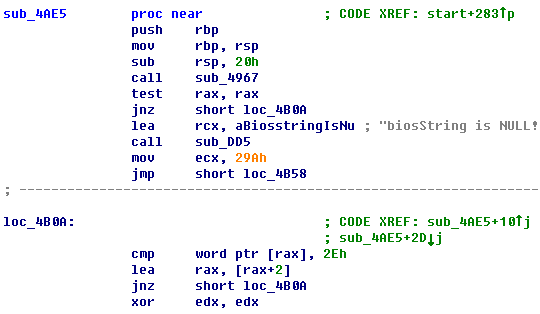 sub_4AE5 proc near ; CODE XREF: start+283↑p
push rbp
mov rbp, rsp
sub rsp, 20h
call sub_4967
test rax, rax
jnz short loc_4B0A
lea rcx, aBiosstringIsNu ; "biosString is NULL!
call sub_DD5
mov ecx, 29Ah
jmp short loc_4B58
; ---------------------------------------------------------------
loc_4B0A: ; CODE XREF: sub_4AE5+10↑j
; sub_4AE5+2D↓j
cmp word ptr [rax], 2Eh
lea rax, [rax+2]
jnz short loc_4B0A
xor edx, edx